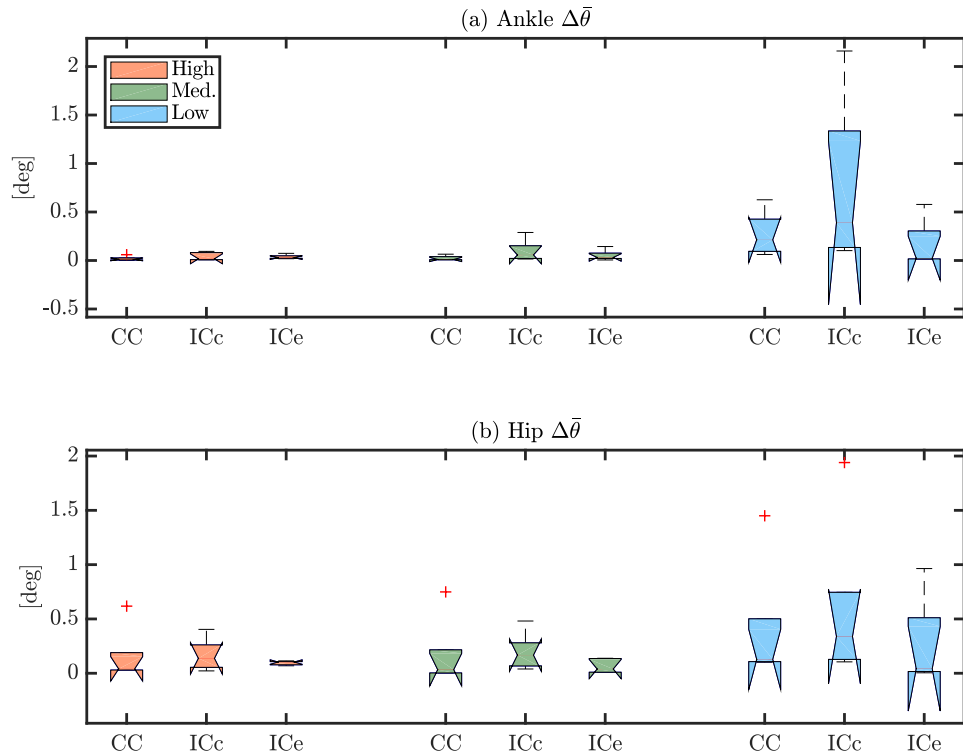 (a) Ankle Δθ̄
2
1.5
1
0.5
0
-0.5
[deg]
High
Med.
Low
CC ICc ICe CC ICc ICe CC ICc ICe
(b) Hip Δθ̄
2
1.5
1
0.5
0
[deg]
CC ICc ICe CC ICc ICe CC ICc ICe